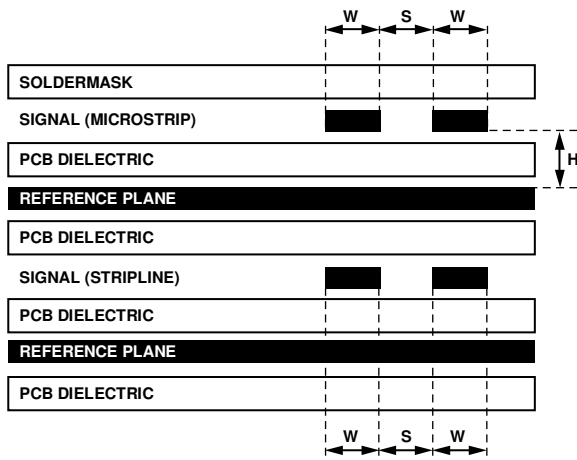 W S W
SOLDERMASK
SIGNAL (MICROSTRIP)
H
PCB DIELECTRIC
REFERENCE PLANE
PCB DIELECTRIC
SIGNAL (STRIPLINE)
PCB DIELECTRIC
REFERENCE PLANE
PCB DIELECTRIC
W S W